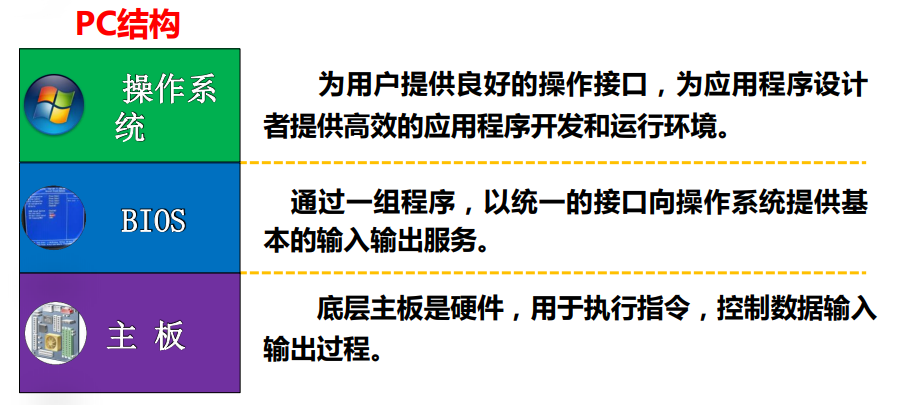 PC结构
操作系
统
为用户提供良好的操作接口，为应用程序设计
者提供高效的应用程序开发和运行环境。
BIOS
通过一组程序，以统一的接口向操作系统提供基
本的输入输出服务。
主 板
底层主板是硬件，用于执行指令，控制数据输入
输出过程。